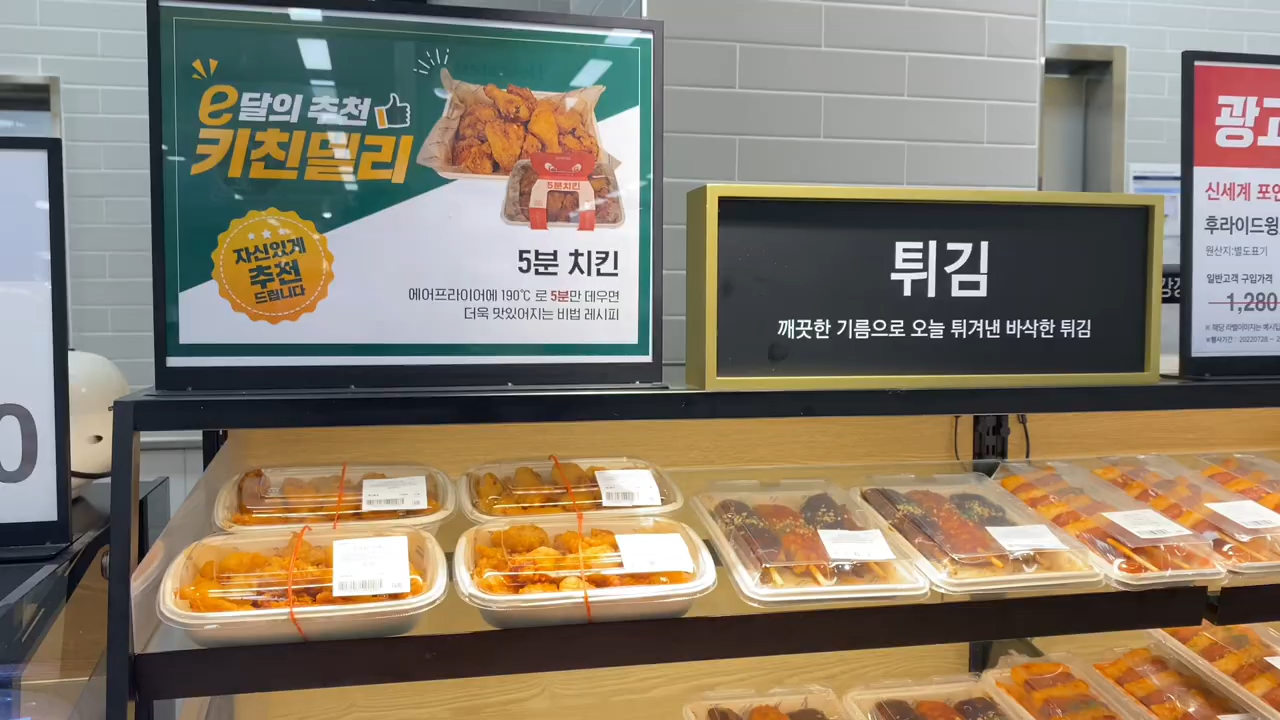 e달의 추천
키친델리
자신있게
추천
드립니다
5분치킨
5분 치킨
에어프라이어에 190℃ 로 5분만 데우면
더욱 맛있어지는 비법 레시피
튀김
깨끗한 기름으로 오늘 튀겨낸 바삭한 튀김
광고
신세계 포인
후라이드윙
원산지:별도표기
일반고객 구입가격
1,280
0